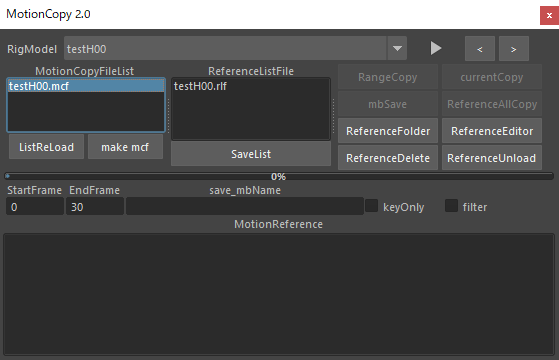 MotionCopy 2.0
x
RigModel testH00 < >
MotionCopyFileList ReferenceListFile
testH00.mcf testH00.rlf
RangeCopy currentCopy
mbSave ReferenceAllCopy
ReferenceFolder ReferenceEditor
ListReLoad make mcf SaveList
ReferenceDelete ReferenceUnload
0%
StartFrame EndFrame save_mbName
0 30 keyOnly filter
MotionReference